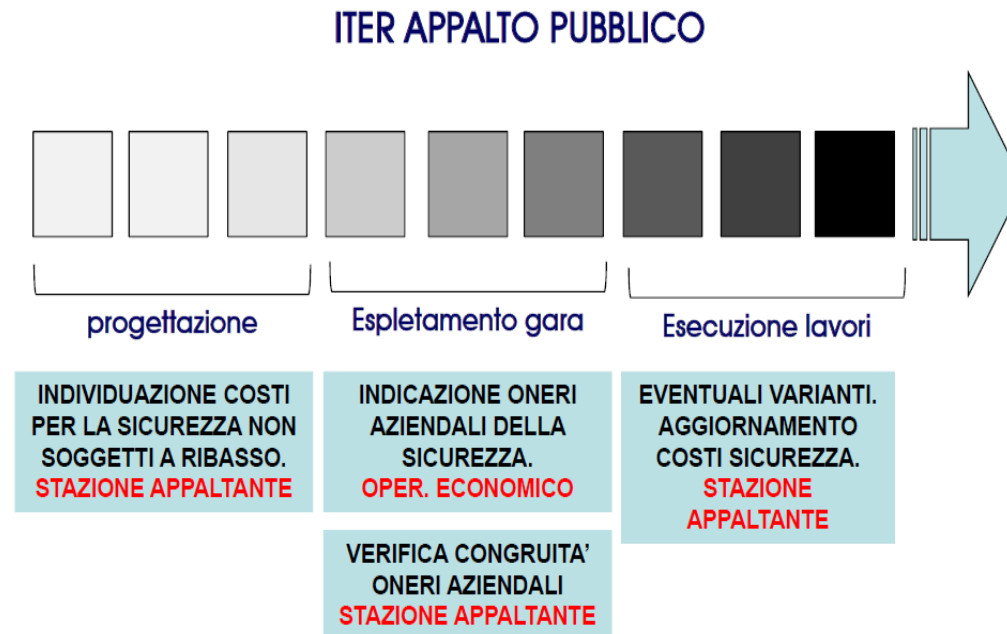 ITER APPALTO PUBBLICO
progettazione
Espletamento gara
Esecuzione lavori
INDIVIDUAZIONE COSTI
PER LA SICUREZZA NON
SOGGETTI A RIBASSO.
STAZIONE APPALTANTE
INDICAZIONE ONERI
AZIENDALI DELLA
SICUREZZA.
OPER. ECONOMICO
EVENTUALI VARIANTI.
AGGIORNAMENTO
COSTI SICUREZZA.
STAZIONE
APPALTANTE
VERIFICA CONGRUITA'
ONERI AZIENDALI
STAZIONE APPALTANTE